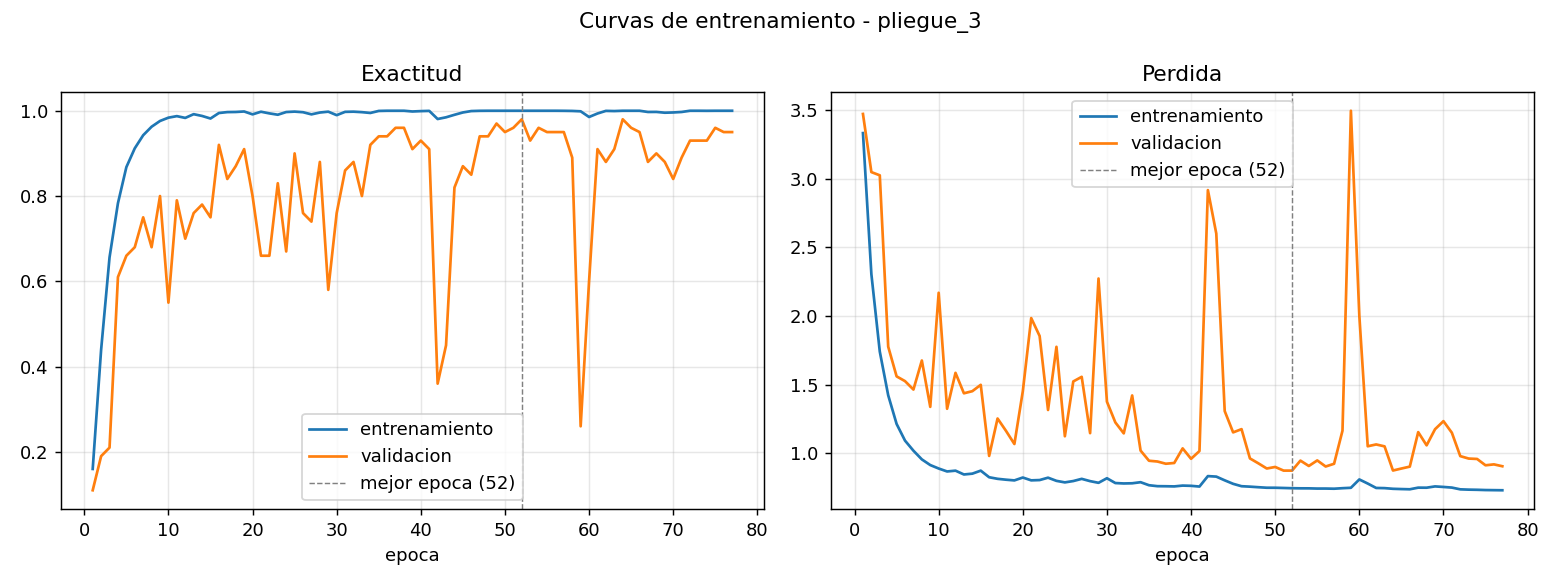 Curvas de entrenamiento - pliegue_3
Exactitud
1.0
0.8
0.6
0.4
0.2
0 10 20 30 40 50 60 70 80
epoca
entrenamiento
validacion
mejor epoca (52)
Perdida
3.5
3.0
2.5
2.0
1.5
1.0
0 10 20 30 40 50 60 70 80
epoca
entrenamiento
validacion
mejor epoca (52)